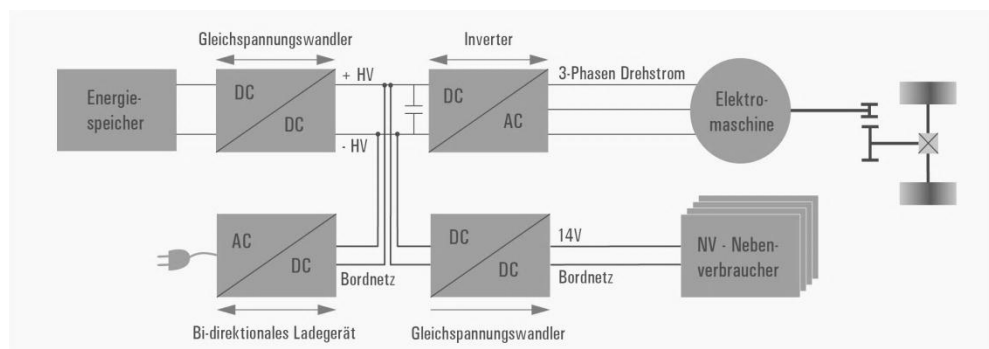 Gleichspannungswandler
Inverter
+ HV
3-Phasen Drehstrom
Energie-
speicher
DC
DC
DC
AC
Elektro-
maschine
- HV
AC
DC
Bordnetz
DC
DC
14V
Bordnetz
NV - Neben-
verbraucher
Bi-direktionales Ladegerät
Gleichspannungswandler